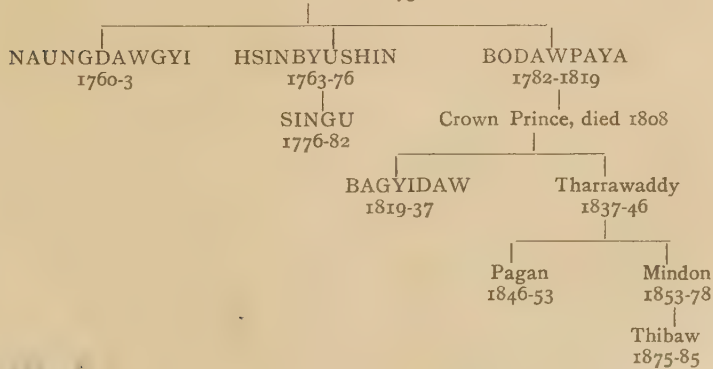 NAUNGDAWGYI HSINBYUSHIN BODAWPAYA
1760-3 1763-76 1782-1819
SINGU Crown Prince, died 1808
1776-82
BAGYIDAW Tharrawaddy
1819-37 1837-46
Pagan Mindon
1846-53 1853-78
Thibaw
1875-85